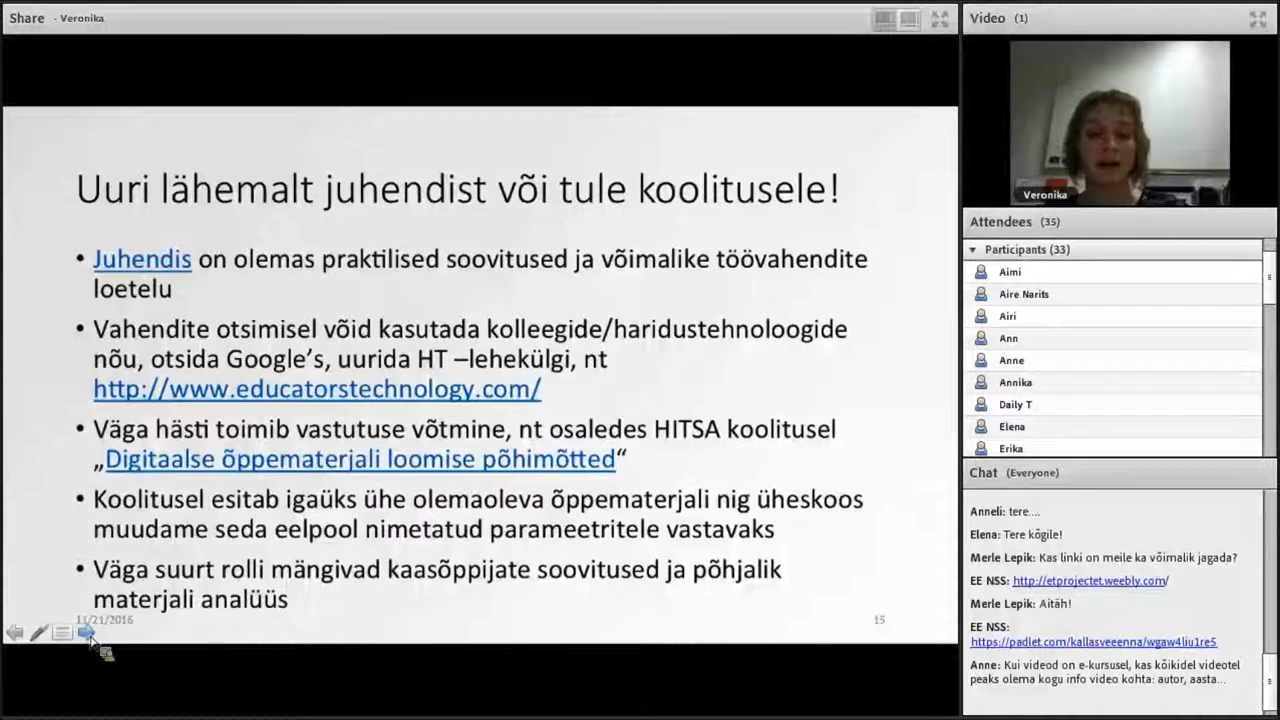 Share - Veronika
Uuri lähemalt juhendist või tule koolitusele!
• Juhendis on olemas praktilised soovitused ja võimalike töövahendite
loetelu
• Vahendite otsimisel võid kasutada kolleegide/haridustehnoloogide
nõu, otsida Google’s, uurida HT –lehekülgi, nt
http://www.educatorstechnology.com/
• Väga hästi toimib vastutuse võtmine, nt osaledes HITSA koolitusel
„Digitaalse õppematerjali loomise põhimõtted“
• Koolitusel esitab igaüks ühe olemaoleva õppematerjali nig üheskoos
muudame seda eelpool nimetatud parameetritele vastavaks
• Väga suurt rolli mängivad kaasõppijate soovitused ja põhjalik
materjali analüüs
11/21/2016
15
Video (1)
Veronika
Attendees (35)
Participants (33)
Aimi
Aire Narits
Airi
Ann
Anne
Annika
Daily T
Elena
Erika
Chat (Everyone)
Anneli: tere....
Elena: Tere kõgile!
Merle Lepik: Kas linki on meile ka võimalik jagada?
EE NSS: http://etprojectet.weebly.com/
Merle Lepik: Aitäh!
EE NSS:
https://padlet.com/kallasveeenna/wgaw4liu1re5
Anne: Kui videod on e-kursusel, kas kõikidel videotel
peaks olema kogu info video kohta: autor, aasta...